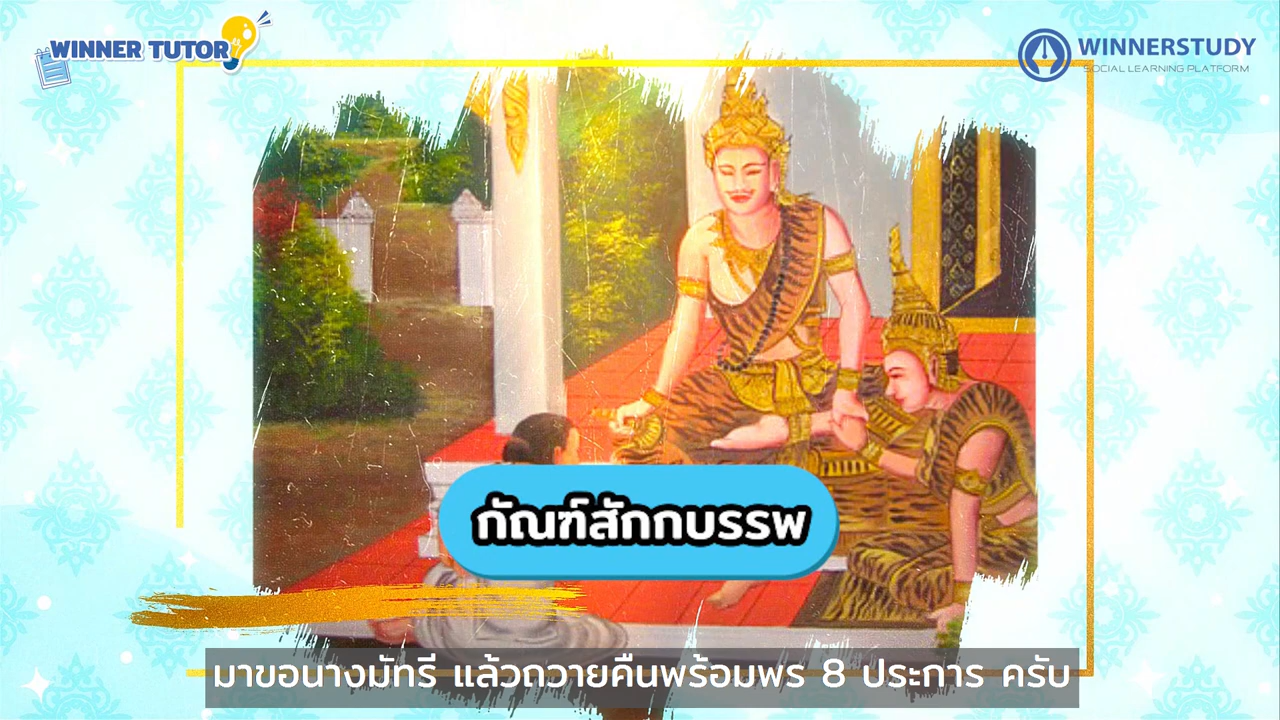 WINNER TUTOR
WINNERSTUDY
SOCIAL LEARNING PLATFORM
กัณฑ์สักกบรรพ
มาขอนางมัทรี แล้วถวายคืนพร้อมพร 8 ประการ ครับ